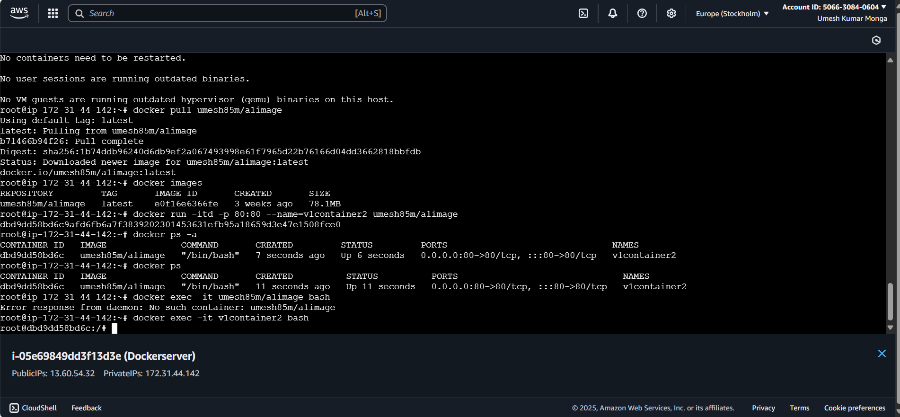 aws
Search
[Alt+S]
Europe (Stockholm)
Account ID: 5066-3084-0604
Umesh Kumar Monga
No containers need to be restarted.
No user sessions are running outdated binaries.
No VM guests are running outdated hypervisor (qemu) binaries on this host.
root@ip-172-31-44-142:~# docker pull umesh85m/alimage
Using default tag: latest
latest: Pulling from umesh85m/alimage
b71466b94f26: Pull complete
Digest: sha256:1b74ddb96240d6db9ef2a067493998e61f7965d22b76166d04dd3662818bbfdb
Status: Downloaded newer image for umesh85m/alimage:latest
docker.io/umesh85m/alimage:latest
root@ip-172-31-44-142:~# docker images
REPOSITORY TAG IMAGE ID CREATED SIZE
umesh85m/alimage latest e0f16e6366fe 3 weeks ago 78.1MB
root@ip-172-31-44-142:~# docker run -itd -p 80:80 --name=v1container2 umesh85m/alimage
dbd9dd58bd6c9afd6fb6a7f3839202301453631efb95a18659d3e47e1508fce0
root@ip-172-31-44-142:~# docker ps -a
CONTAINER ID IMAGE COMMAND CREATED STATUS PORTS NAMES
dbd9dd58bd6c umesh85m/alimage "/bin/bash" 7 seconds ago Up 6 seconds 0.0.0.0:80->80/tcp, :::80->80/tcp v1container2
root@ip-172-31-44-142:~# docker ps
CONTAINER ID IMAGE COMMAND CREATED STATUS PORTS NAMES
dbd9dd58bd6c umesh85m/alimage "/bin/bash" 11 seconds ago Up 11 seconds 0.0.0.0:80->80/tcp, :::80->80/tcp v1container2
root@ip-172-31-44-142:~# docker exec -it umesh85m/alimage bash
Error response from daemon: No such container: umesh85m/alimage
root@ip-172-31-44-142:~# docker exec -it v1container2 bash
root@dbd9dd58bd6c:/#
i-05e69849dd3f13d3e (Dockerserver)
PublicIPs: 13.60.54.32 PrivateIPs: 172.31.44.142
CloudShell Feedback © 2025, Amazon Web Services, Inc. or its affiliates. Privacy Terms Cookie preferences